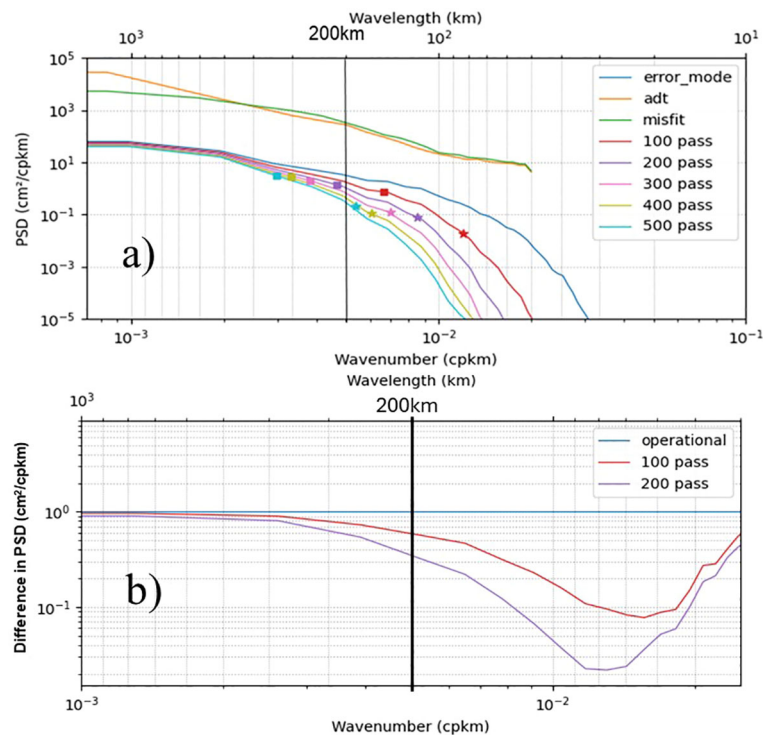 Wavelength (km)
10³ 200km 10² 10¹
10⁵
10³
10¹
10⁻¹
10⁻³
10⁻⁵
PSD (cm²/cpkm)
error_mode
adt
misfit
100 pass
200 pass
300 pass
400 pass
500 pass
a)
10⁻³ 10⁻² 10⁻¹
Wavenumber (cpkm)
Wavelength (km)
10³ 200km
10⁰
10⁻¹
Difference in PSD (cm²/cpkm)
operational
100 pass
200 pass
b)
10⁻³ 10⁻²
Wavenumber (cpkm)